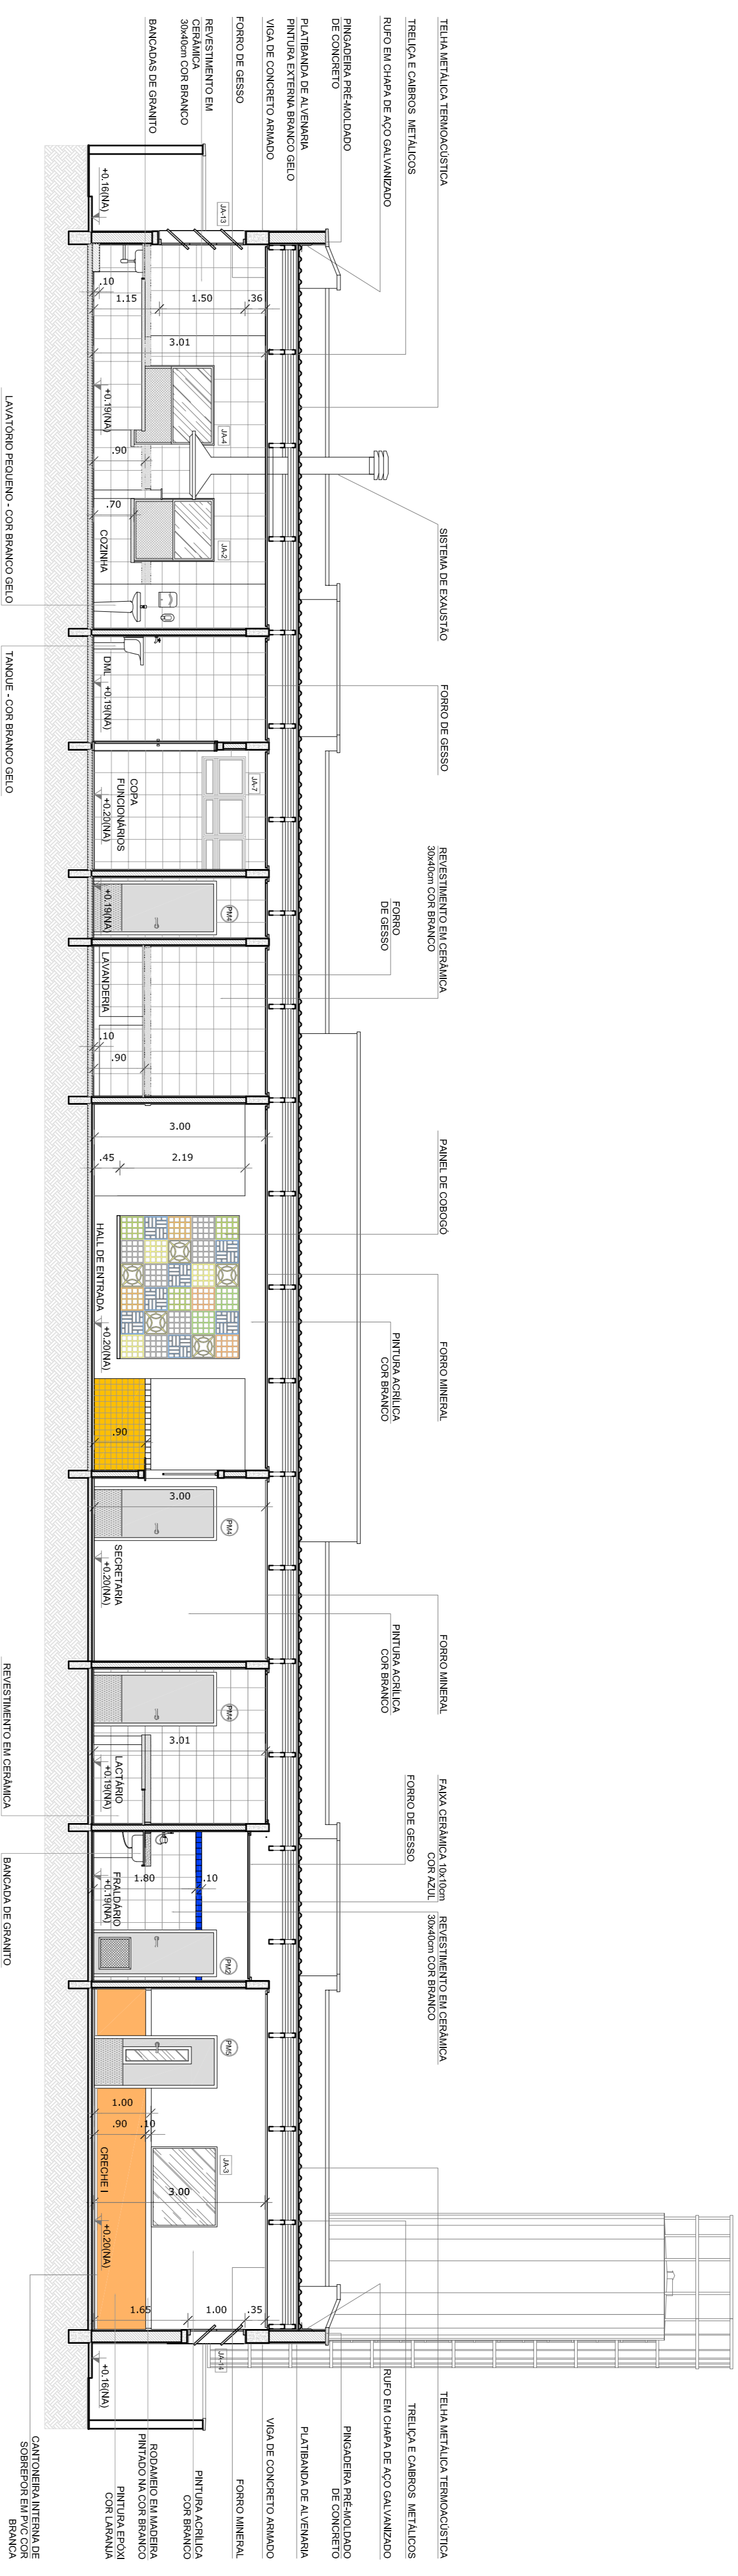 TELHA METÁLICA TERMOACÚSTICA
TRELIÇA E CAIBROS METÁLICOS
RUFO EM CHAPA DE AÇO GALVANIZADO
PINGADEIRA PRÉ-MOLDADO
DE CONCRETO
PLATIBANDA DE ALVENARIA
PINTURA EXTERNA BRANCO GELO
VIGA DE CONCRETO ARMADO
FORRO DE GESSO
REVESTIMENTO EM
CERÂMICA
30x40cm COR BRANCO
BANCADAS DE GRANITO
SISTEMA DE EXAUSTÃO
FORRO DE GESSO
REVESTIMENTO EM CERÂMICA
30x40cm COR BRANCO
FORRO
DE GESSO
PAINEL DE COBOGÓ
FORRO MINERAL
PINTURA ACRÍLICA
COR BRANCO
FORRO MINERAL
PINTURA ACRÍLICA
COR BRANCO
FAIXA CERÂMICA 10x10cm
COR AZUL
FORRO DE GESSO
REVESTIMENTO EM CERÂMICA
30x40cm COR BRANCO
TELHA METÁLICA TERMOACÚSTICA
TRELIÇA E CAIBROS METÁLICOS
RUFO EM CHAPA DE AÇO GALVANIZADO
PINGADEIRA PRÉ-MOLDADO
DE CONCRETO
PLATIBANDA DE ALVENARIA
VIGA DE CONCRETO ARMADO
FORRO MINERAL
PINTURA ACRÍLICA
COR BRANCO
RODAMEIO EM MADEIRA
PINTADO NA COR BRANCO
PINTURA EPÓXI
COR LARANJA
CANTONEIRA INTERNA DE
SOBREPOR EM PVC COR
BRANCA
+0.16(NA)
JA-13
.10
1.15
1.50
.36
3.01
+0.19(NA)
JA-4
.90
.70
JA-2
COZINHA
DML
+0.19(NA)
JA-7
COPA
FUNCIONÁRIOS
+0.20(NA)
PM4
+0.19(NA)
LAVANDERIA
.10
.90
3.00
.45
2.19
HALL DE ENTRADA
+0.20(NA)
.90
3.00
PM4
SECRETARIA
+0.20(NA)
PM4
3.01
LACTÁRIO
+0.19(NA)
1.80
.10
FRALDÁRIO
+0.19(NA)
PM2
PM5
1.00
.90
.10
CRECHE I
JA-3
3.00
+0.20(NA)
1.65
1.00
.35
JA-14
+0.16(NA)
LAVATÓRIO PEQUENO - COR BRANCO GELO
TANQUE - COR BRANCO GELO
REVESTIMENTO EM CERÂMICA
BANCADA DE GRANITO